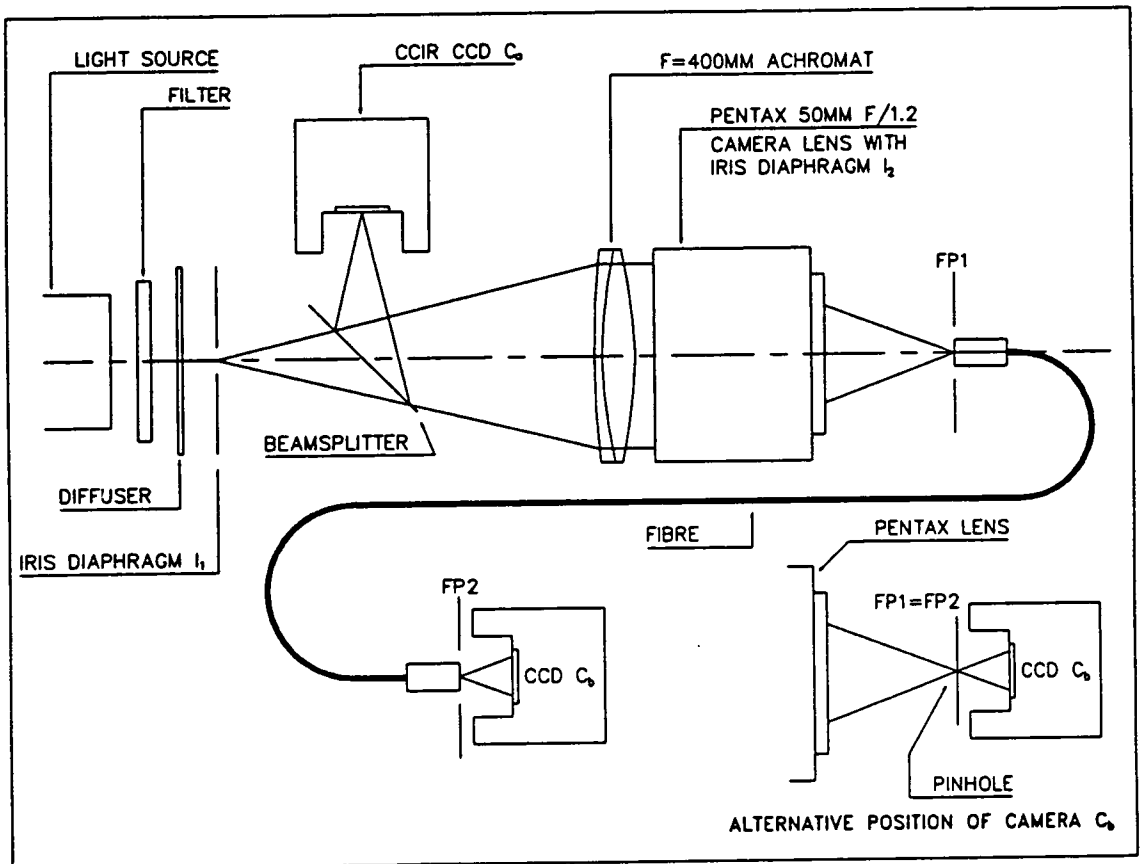 LIGHT SOURCE
FILTER
CCIR CCD Cₐ
F=400MM ACHROMAT
PENTAX 50MM F/1.2
CAMERA LENS WITH
IRIS DIAPHRAGM I₂
FP1
BEAMSPLITTER
DIFFUSER
IRIS DIAPHRAGM I₁
FIBRE
PENTAX LENS
FP2
CCD C_b
FP1=FP2
CCD C_b
PINHOLE
ALTERNATIVE POSITION OF CAMERA C_b